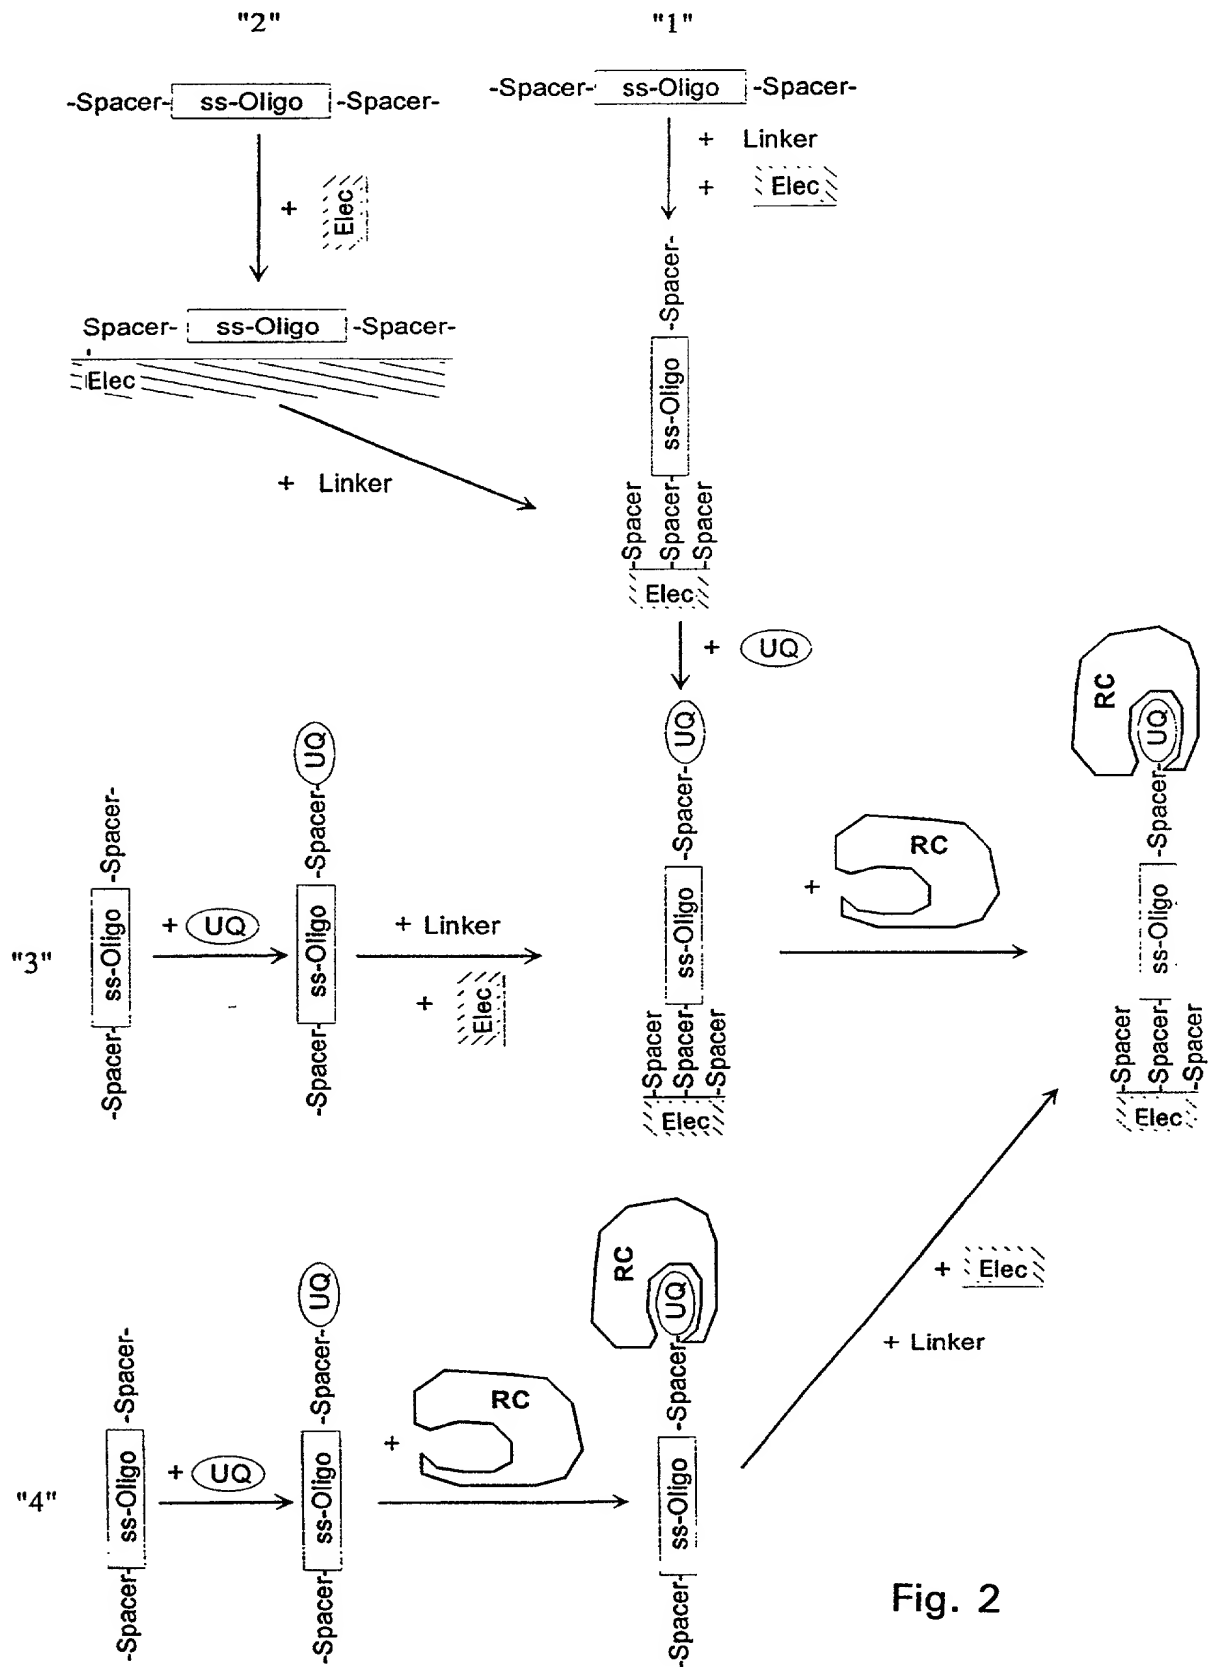 "2"
"1"
-Spacer- ss-Oligo -Spacer-
-Spacer- ss-Oligo -Spacer-
+ Linker
+ Elec
+ Elec
Spacer- ss-Oligo -Spacer-
Elec
+ Linker
-Spacer-
ss-Oligo
-Spacer
-Spacer-
-Spacer
Elec
+ UQ
"3"
-Spacer- ss-Oligo -Spacer-
+ UQ
-Spacer- ss-Oligo -Spacer- UQ
+ Linker
+ Elec
UQ
-Spacer-
ss-Oligo
-Spacer
-Spacer-
-Spacer
Elec
+ RC
RC
UQ
-Spacer-
ss-Oligo
-Spacer
-Spacer-
-Spacer
Elec
"4"
-Spacer- ss-Oligo -Spacer-
+ UQ
-Spacer- ss-Oligo -Spacer- UQ
+ RC
RC
UQ
-Spacer-
ss-Oligo
-Spacer-
+ Elec
+ Linker
Fig. 2